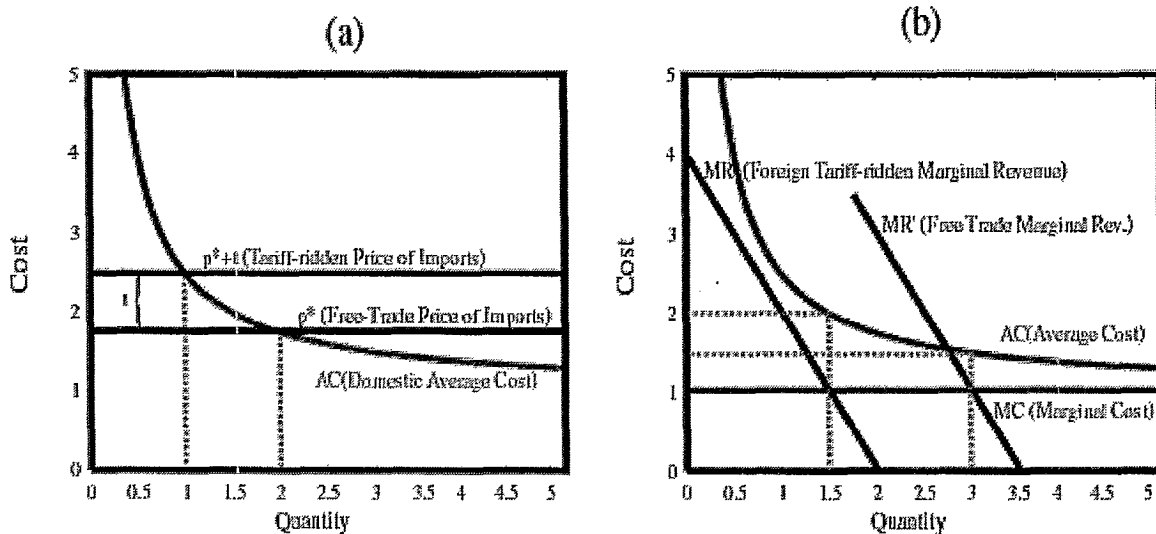 (a)
5
4
3
2
1
0
Cost
p*+t (Tariff-ridden Price of Imports)
t
p* (Free-Trade Price of Imports)
AC(Domestic Average Cost)
0 0.5 1 1.5 2 2.5 3 3.5 4 4.5 5
Quantity
(b)
5
4
3
2
1
0
Cost
MR (Foreign Tariff-ridden Marginal Revenue)
MR' (Free Trade Marginal Rev.)
AC(Average Cost)
MC (Marginal Cost)
0 0.5 1 1.5 2 2.5 3 3.5 4 4.5 5
Quantity